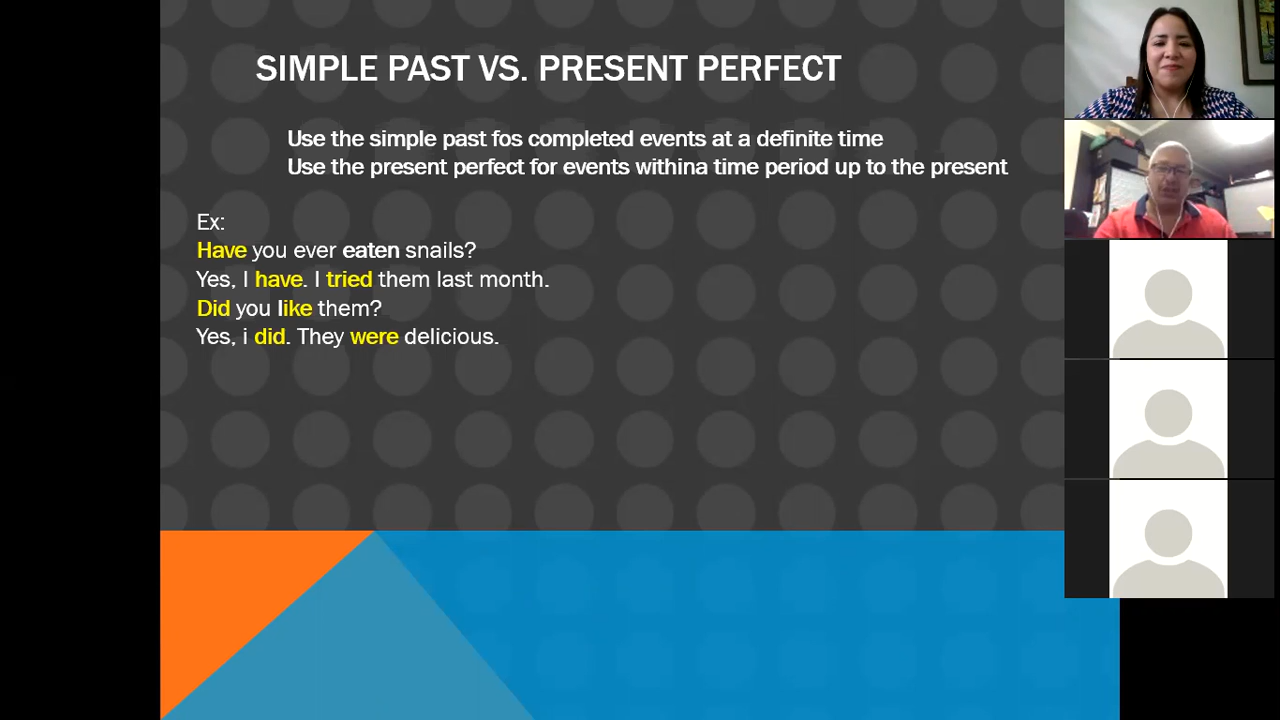 SIMPLE PAST VS. PRESENT PERFECT
Use the simple past fos completed events at a definite time
Use the present perfect for events withina time period up to the present
Ex:
Have you ever eaten snails?
Yes, I have. I tried them last month.
Did you like them?
Yes, i did. They were delicious.